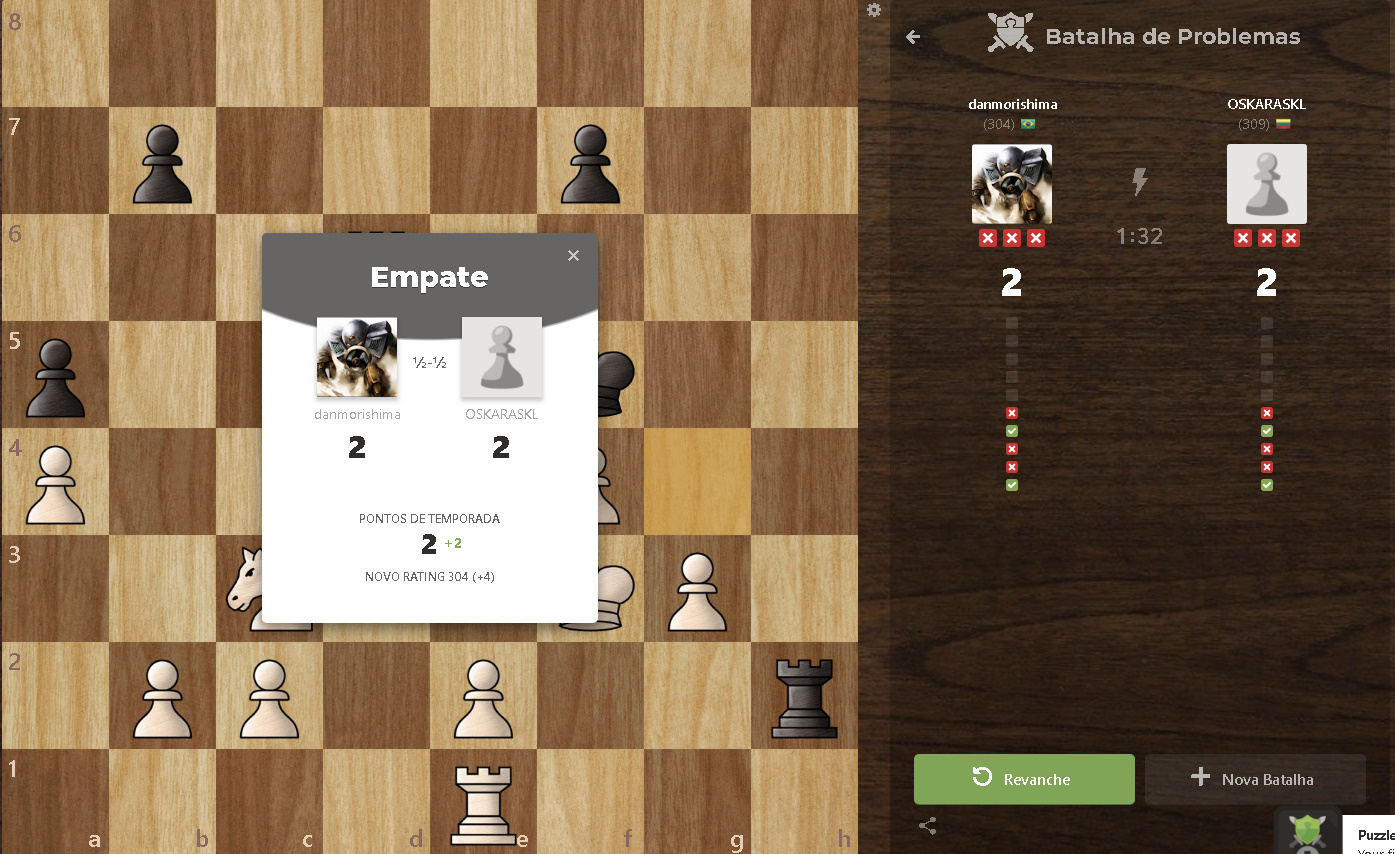 8
7
6
5
4
3
2
1
a
b
c
d
e
f
g
h
Empate
½-½
danmorishima
OSKARASKL
2
2
PONTOS DE TEMPORADA
2 +2
NOVO RATING 304 (+4)
Batalha de Problemas
danmorishima
OSKARASKL
(304)
(309)
1:32
2
2
Revanche
Nova Batalha
Puzzle